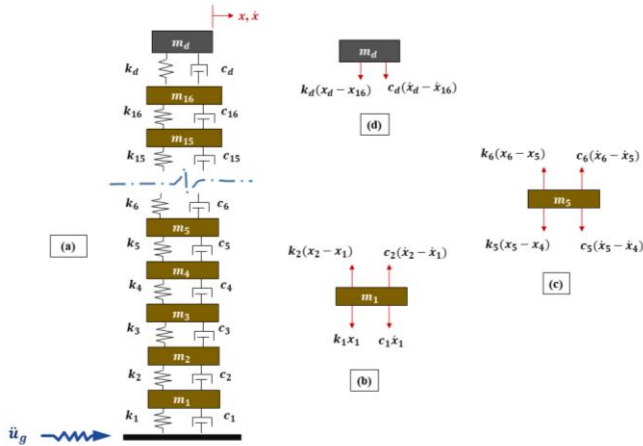 x, ẋ
m_d
k_d c_d
m_16
k_16 c_16
m_15
k_15 c_15
k_6 c_6
m_5
k_5 c_5
m_4
k_4 c_4
m_3
k_3 c_3
m_2
k_2 c_2
m_1
k_1 c_1
ü_g
(a)
m_d
k_d(x_d − x_16) c_d(ẋ_d − ẋ_16)
(d)
k_2(x_2 − x_1) c_2(ẋ_2 − ẋ_1)
m_1
k_1x_1 c_1ẋ_1
(b)
k_6(x_6 − x_5) c_6(ẋ_6 − ẋ_5)
m_5
k_5(x_5 − x_4) c_5(ẋ_5 − ẋ_4)
(c)